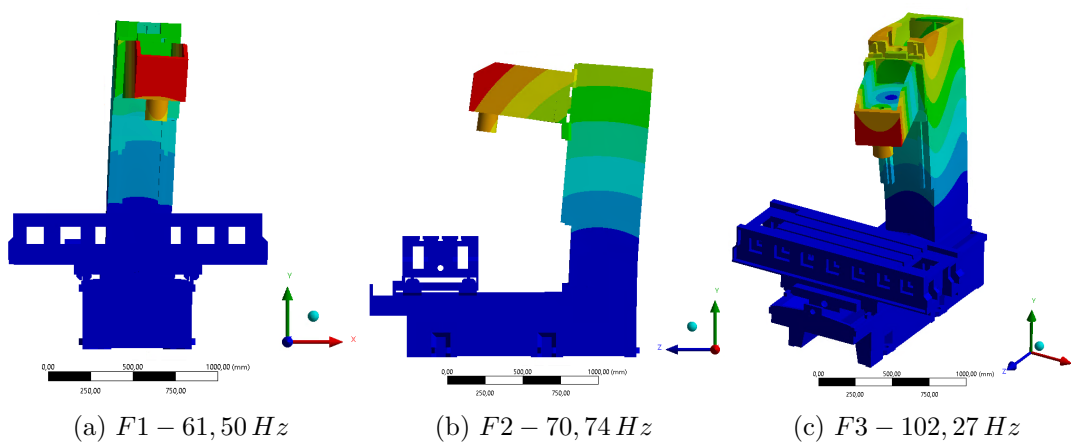 Y
X
0,00 500,00 1000,00 (mm)
250,00 750,00
(a) F1 − 61, 50 Hz
Y
Z
0,00 500,00 1000,00 (mm)
250,00 750,00
(b) F2 − 70, 74 Hz
Y
Z
0,00 500,00 1000,00 (mm)
250,00 750,00
(c) F3 − 102, 27 Hz